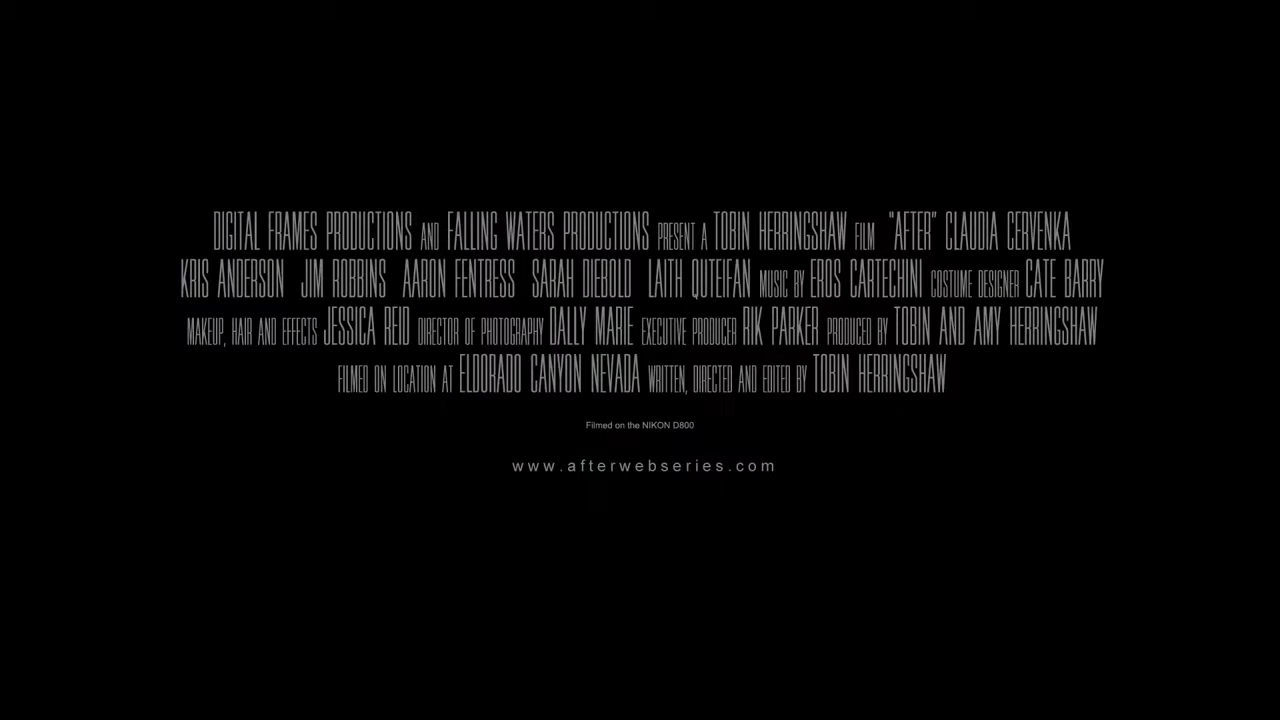 DIGITAL FRAMES PRODUCTIONS AND FALLING WATERS PRODUCTIONS PRESENT A TOBIN HERRINGSHAW FILM "AFTER" CLAUDIA CERVENKA
KRIS ANDERSON JIM ROBBINS AARON FENTRESS SARAH DIEBOLD LAITH QUTEIFAN MUSIC BY EROS CARTECHINI COSTUME DESIGNER CATE BARRY
MAKEUP, HAIR AND EFFECTS JESSICA REID DIRECTOR OF PHOTOGRAPHY DALLY MARIE EXECUTIVE PRODUCER RIK PARKER PRODUCED BY TOBIN AND AMY HERRINGSHAW
FILMED ON LOCATION AT ELDORADO CANYON NEVADA WRITTEN, DIRECTED AND EDITED BY TOBIN HERRINGSHAW
Filmed on the NIKON D800
www.afterwebseries.com